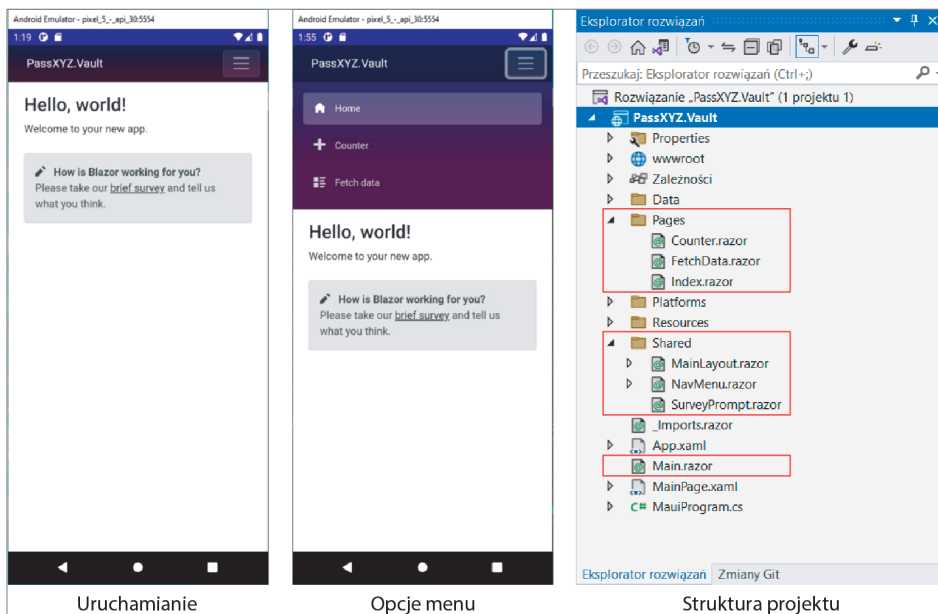 Android Emulator - pixel_5_-_api_30:5554
1:19
PassXYZ.Vault
Hello, world!
Welcome to your new app.
How is Blazor working for you?
Please take our brief survey and tell us
what you think.
Uruchamianie
Android Emulator - pixel_5_-_api_30:5554
1:55
PassXYZ.Vault
Home
Counter
Fetch data
Hello, world!
Welcome to your new app.
How is Blazor working for you?
Please take our brief survey and tell us
what you think.
Opcje menu
Eksplorator rozwiązań
Przeszukaj: Eksplorator rozwiązań (Ctrl+;)
Rozwiązanie „PassXYZ.Vault” (1 projektu 1)
PassXYZ.Vault
Properties
wwwroot
Zależności
Data
Pages
Counter.razor
FetchData.razor
Index.razor
Platforms
Resources
Shared
MainLayout.razor
NavMenu.razor
SurveyPrompt.razor
_Imports.razor
App.xaml
Main.razor
MainPage.xaml
C# MauiProgram.cs
Eksplorator rozwiązań Zmiany Git
Struktura projektu